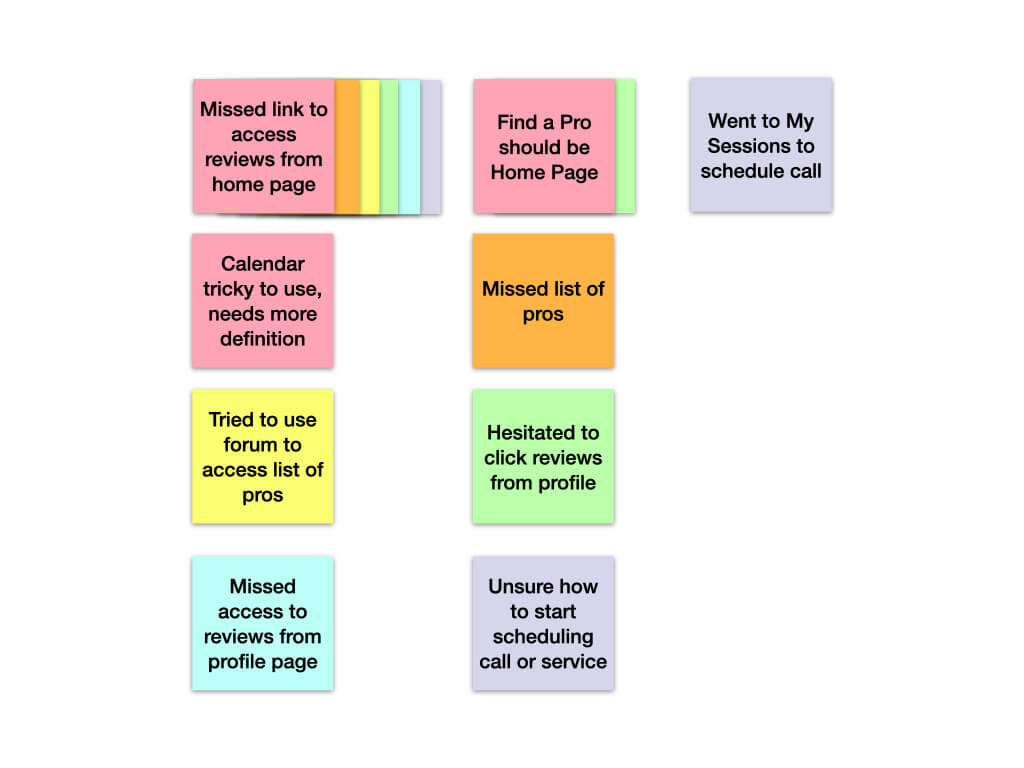 Missed link to
access
reviews from
home page
Find a Pro
should be
Home Page
Went to My
Sessions to
schedule call
Calendar
tricky to use,
needs more
definition
Missed list of
pros
Tried to use
forum to
access list of
pros
Hesitated to
click reviews
from profile
Missed
access to
reviews from
profile page
Unsure how
to start
scheduling
call or service